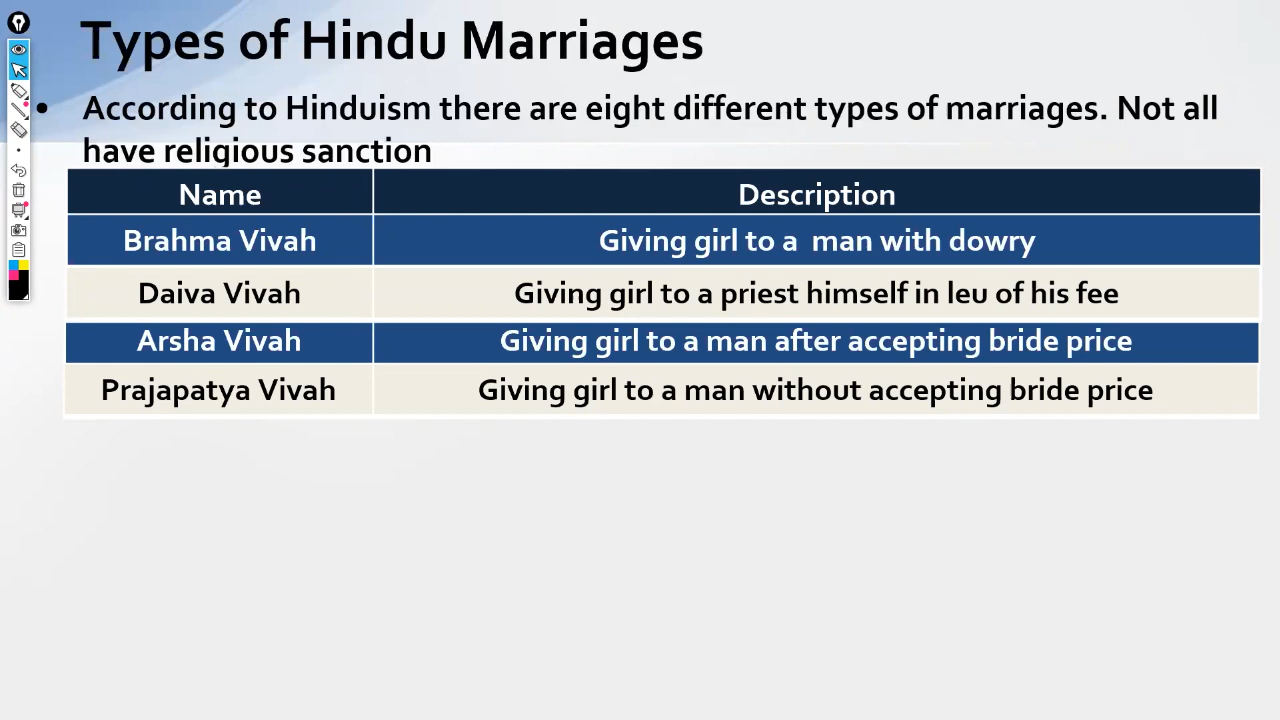 Types of Hindu Marriages
• According to Hinduism there are eight different types of marriages. Not all
have religious sanction
Name Description
Brahma Vivah Giving girl to a man with dowry
Daiva Vivah Giving girl to a priest himself in leu of his fee
Arsha Vivah Giving girl to a man after accepting bride price
Prajapatya Vivah Giving girl to a man without accepting bride price